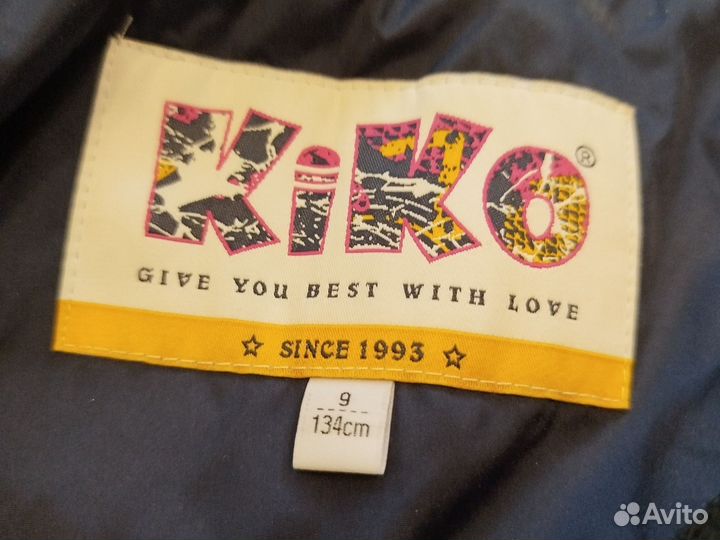 KiKO®
GIVE YOU BEST WITH LOVE
☆ SINCE 1993 ☆
9
134cm
Avito